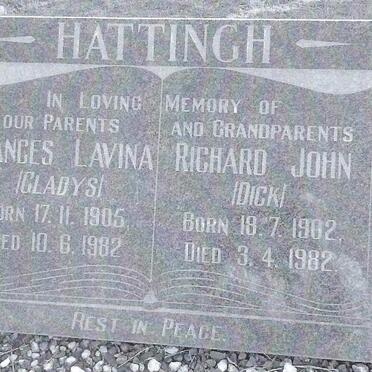 HATTINGH
IN LOVING MEMORY OF
OUR PARENTS AND GRANDPARENTS
ANCES LAVINA
/GLADYS/
ORN 17.11.1905.
ED 10.6.1982
RICHARD JOHN
/DICK/
BORN 18.7.1902.
DIED 3.4.1982.
REST IN PEACE.